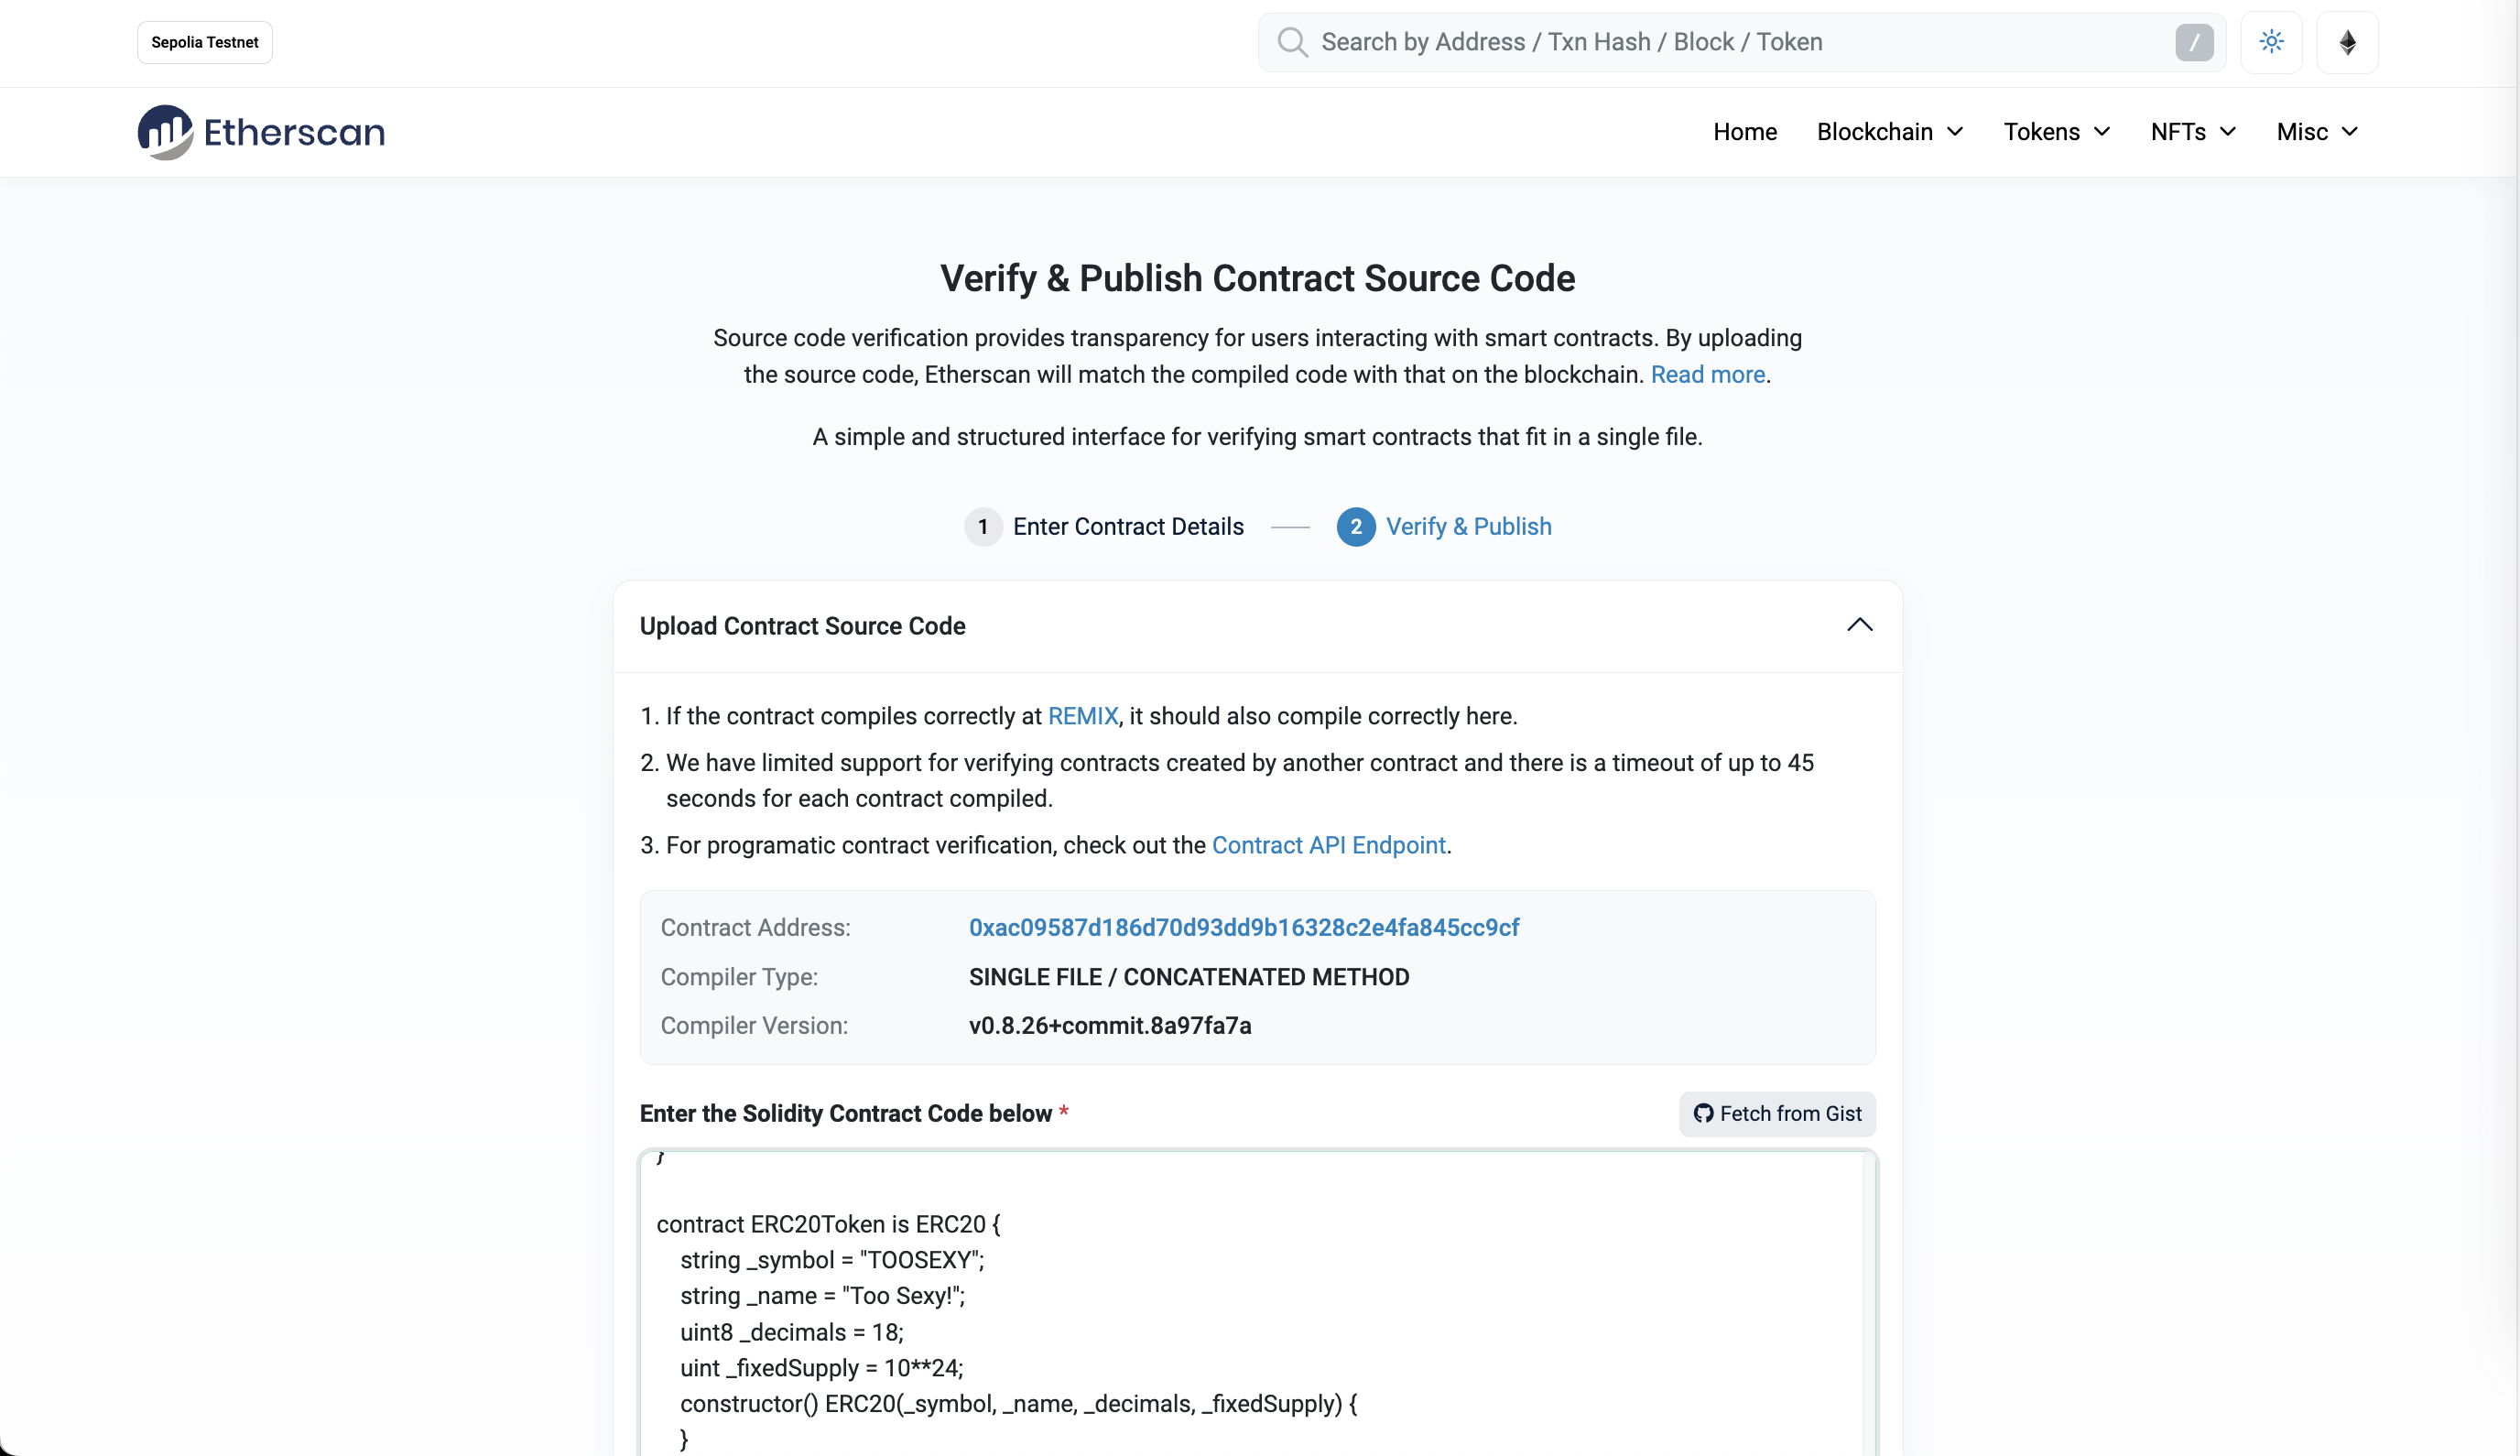 Sepolia Testnet
Search by Address / Txn Hash / Block / Token
/
Etherscan
Home
Blockchain
Tokens
NFTs
Misc
Verify & Publish Contract Source Code
Source code verification provides transparency for users interacting with smart contracts. By uploading
the source code, Etherscan will match the compiled code with that on the blockchain. Read more.
A simple and structured interface for verifying smart contracts that fit in a single file.
1 Enter Contract Details
2 Verify & Publish
Upload Contract Source Code
1. If the contract compiles correctly at REMIX, it should also compile correctly here.
2. We have limited support for verifying contracts created by another contract and there is a timeout of up to 45
seconds for each contract compiled.
3. For programatic contract verification, check out the Contract API Endpoint.
Contract Address: 0xac09587d186d70d93dd9b16328c2e4fa845cc9cf
Compiler Type: SINGLE FILE / CONCATENATED METHOD
Compiler Version: v0.8.26+commit.8a97fa7a
Enter the Solidity Contract Code below *
Fetch from Gist
}
contract ERC20Token is ERC20 {
string _symbol = "TOOSEXY";
string _name = "Too Sexy!";
uint8 _decimals = 18;
uint _fixedSupply = 10**24;
constructor() ERC20(_symbol, _name, _decimals, _fixedSupply) {
}